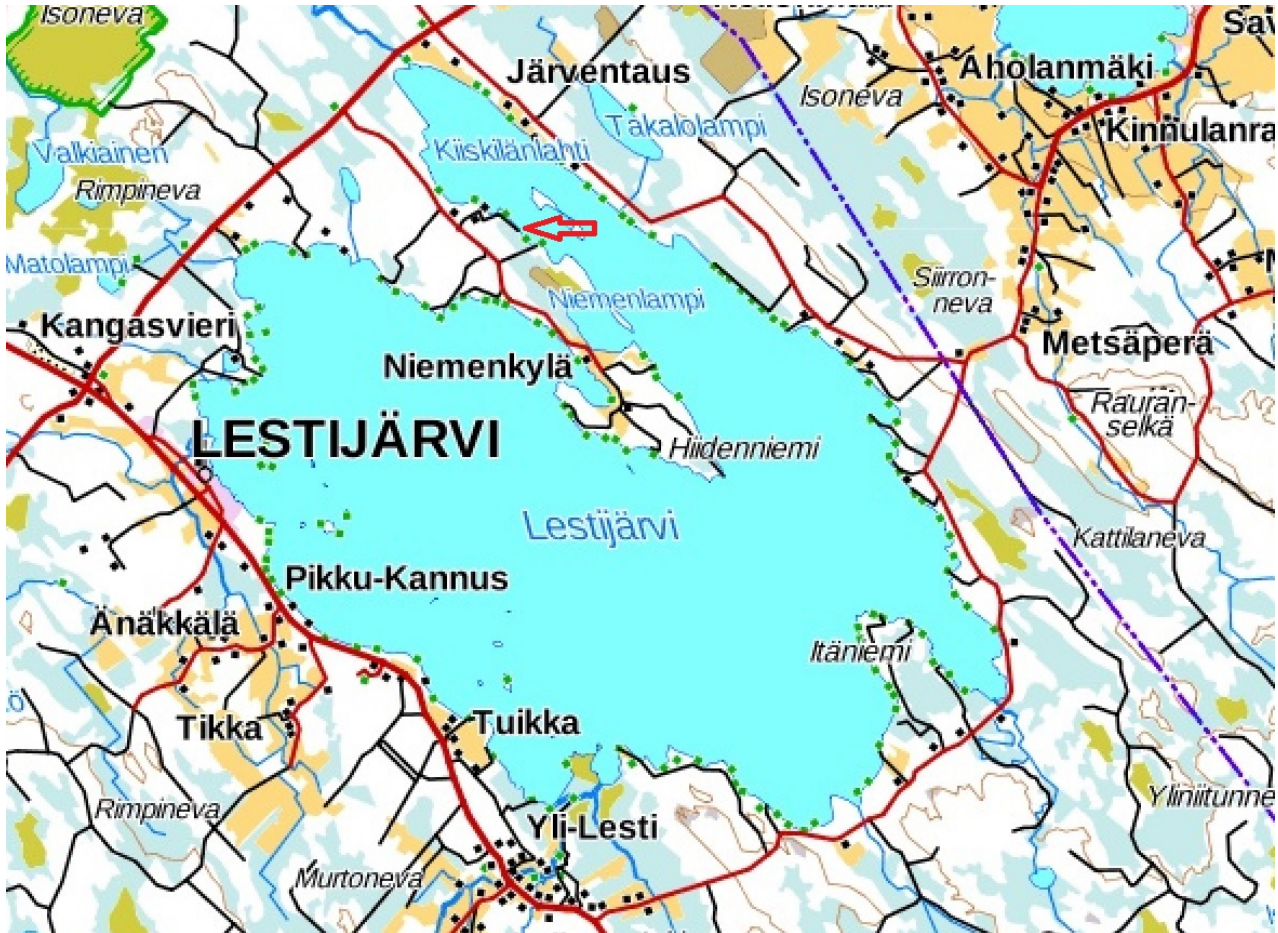 Isoneva
Järventaus
Aholanmäki
Isoneva
Takalolampi
Kinnulanra
Kiiskilänlahti
Valkiainen
Rimpineva
Matolampi
Siirron-
neva
Niemenlampi
Kangasvieri
Metsäperä
Niemenkylä
Rauran-
selkä
LESTIJÄRVI
Hiidenniemi
Lestijärvi
Kattilaneva
Pikku-Kannus
Änäkkälä
Itäniemi
Tikka
Tuikka
Rimpineva
Yliniitunne
Yli-Lesti
Murtoneva